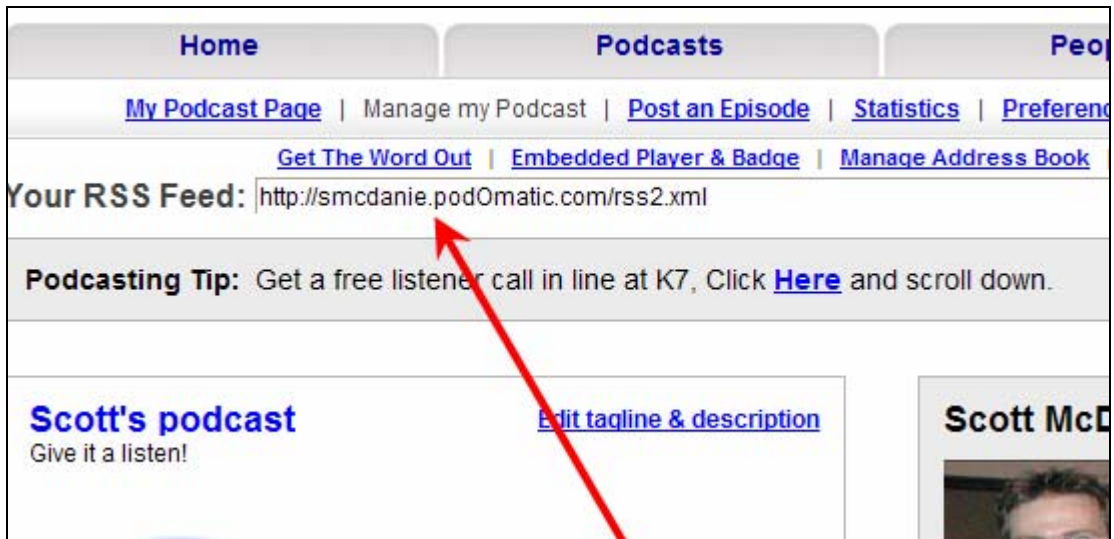 Home Podcasts
My Podcast Page | Manage my Podcast | Post an Episode | Statistics |
Get The Word Out | Embedded Player & Badge | Manage Address Book |
Your RSS Feed: http://smcdanie.podOmatic.com/rss2.xml
Podcasting Tip: Get a free listener call in line at K7, Click Here and scroll down.
Scott's podcast Edit tagline & description Scott
Give it a listen!